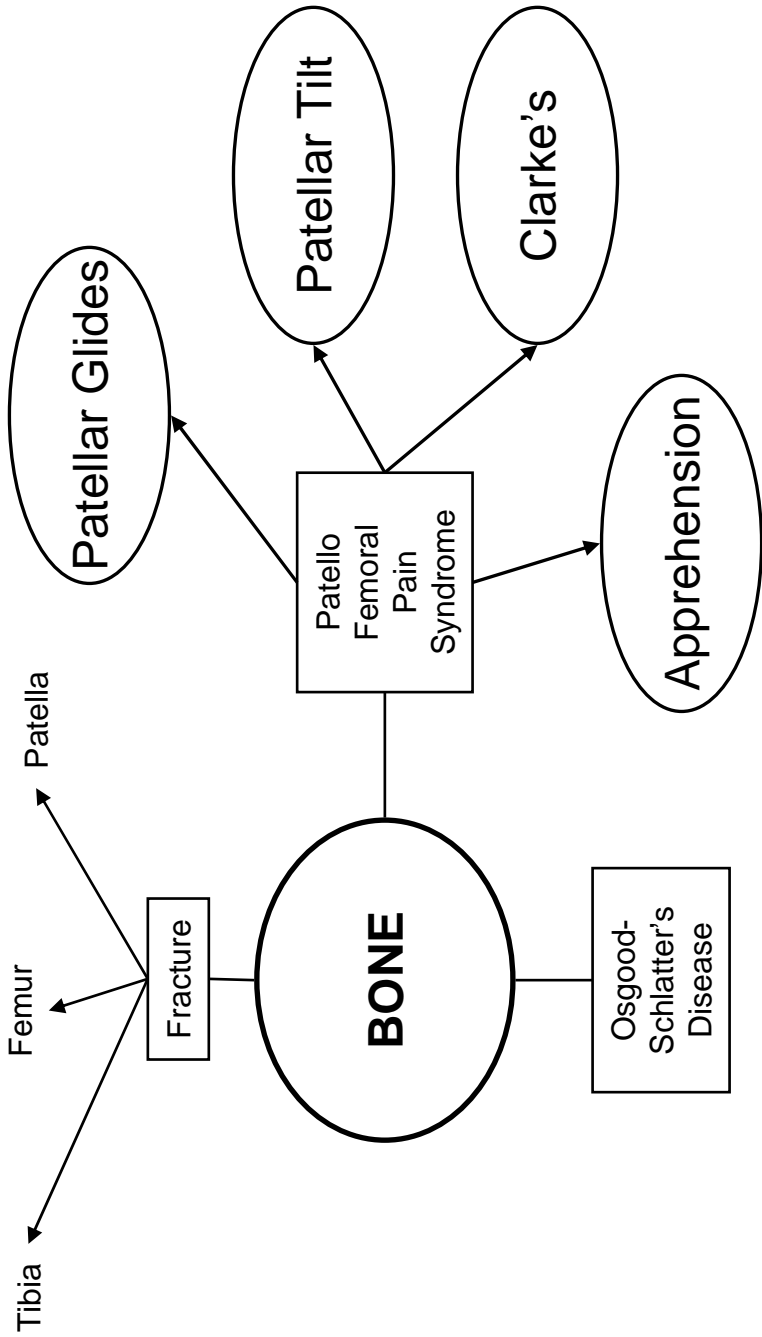 Tibia
Femur
Patella
Fracture
BONE
Osgood-
Schlatter’s
Disease
Patello
Femoral
Pain
Syndrome
Patellar Glides
Patellar Tilt
Clarke’s
Apprehension